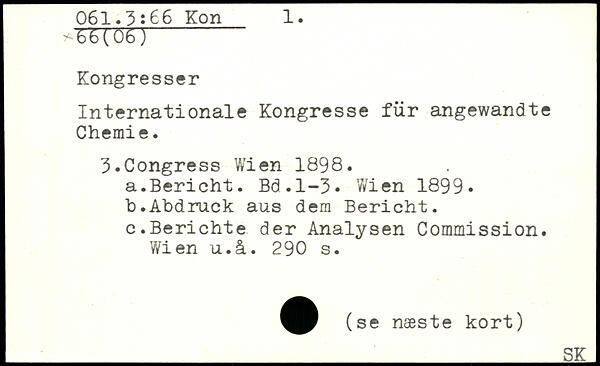 061.3:66 Kon 1.
×66(06)
Kongresser
Internationale Kongresse für angewandte
Chemie.
3.Congress Wien 1898.
a.Bericht. Bd.1-3. Wien 1899.
b.Abdruck aus dem Bericht.
c.Berichte der Analysen Commission.
Wien u.å. 290 s.
(se næste kort)
SK